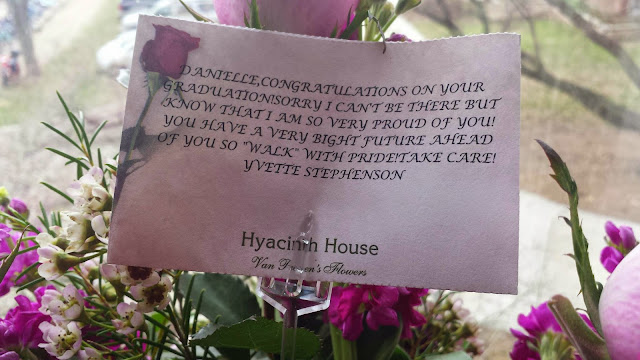 DANIELLE,CONGRATULATIONS ON YOUR
GRADUATION!SORRY I CAN'T BE THERE BUT
KNOW THAT I AM SO VERY PROUD OF YOU!
YOU HAVE A VERY BIGHT FUTURE AHEAD
OF YOU SO "WALK" WITH PRIDE!TAKE CARE!
YVETTE STEPHENSON
Hyacinth House
Van Flowers